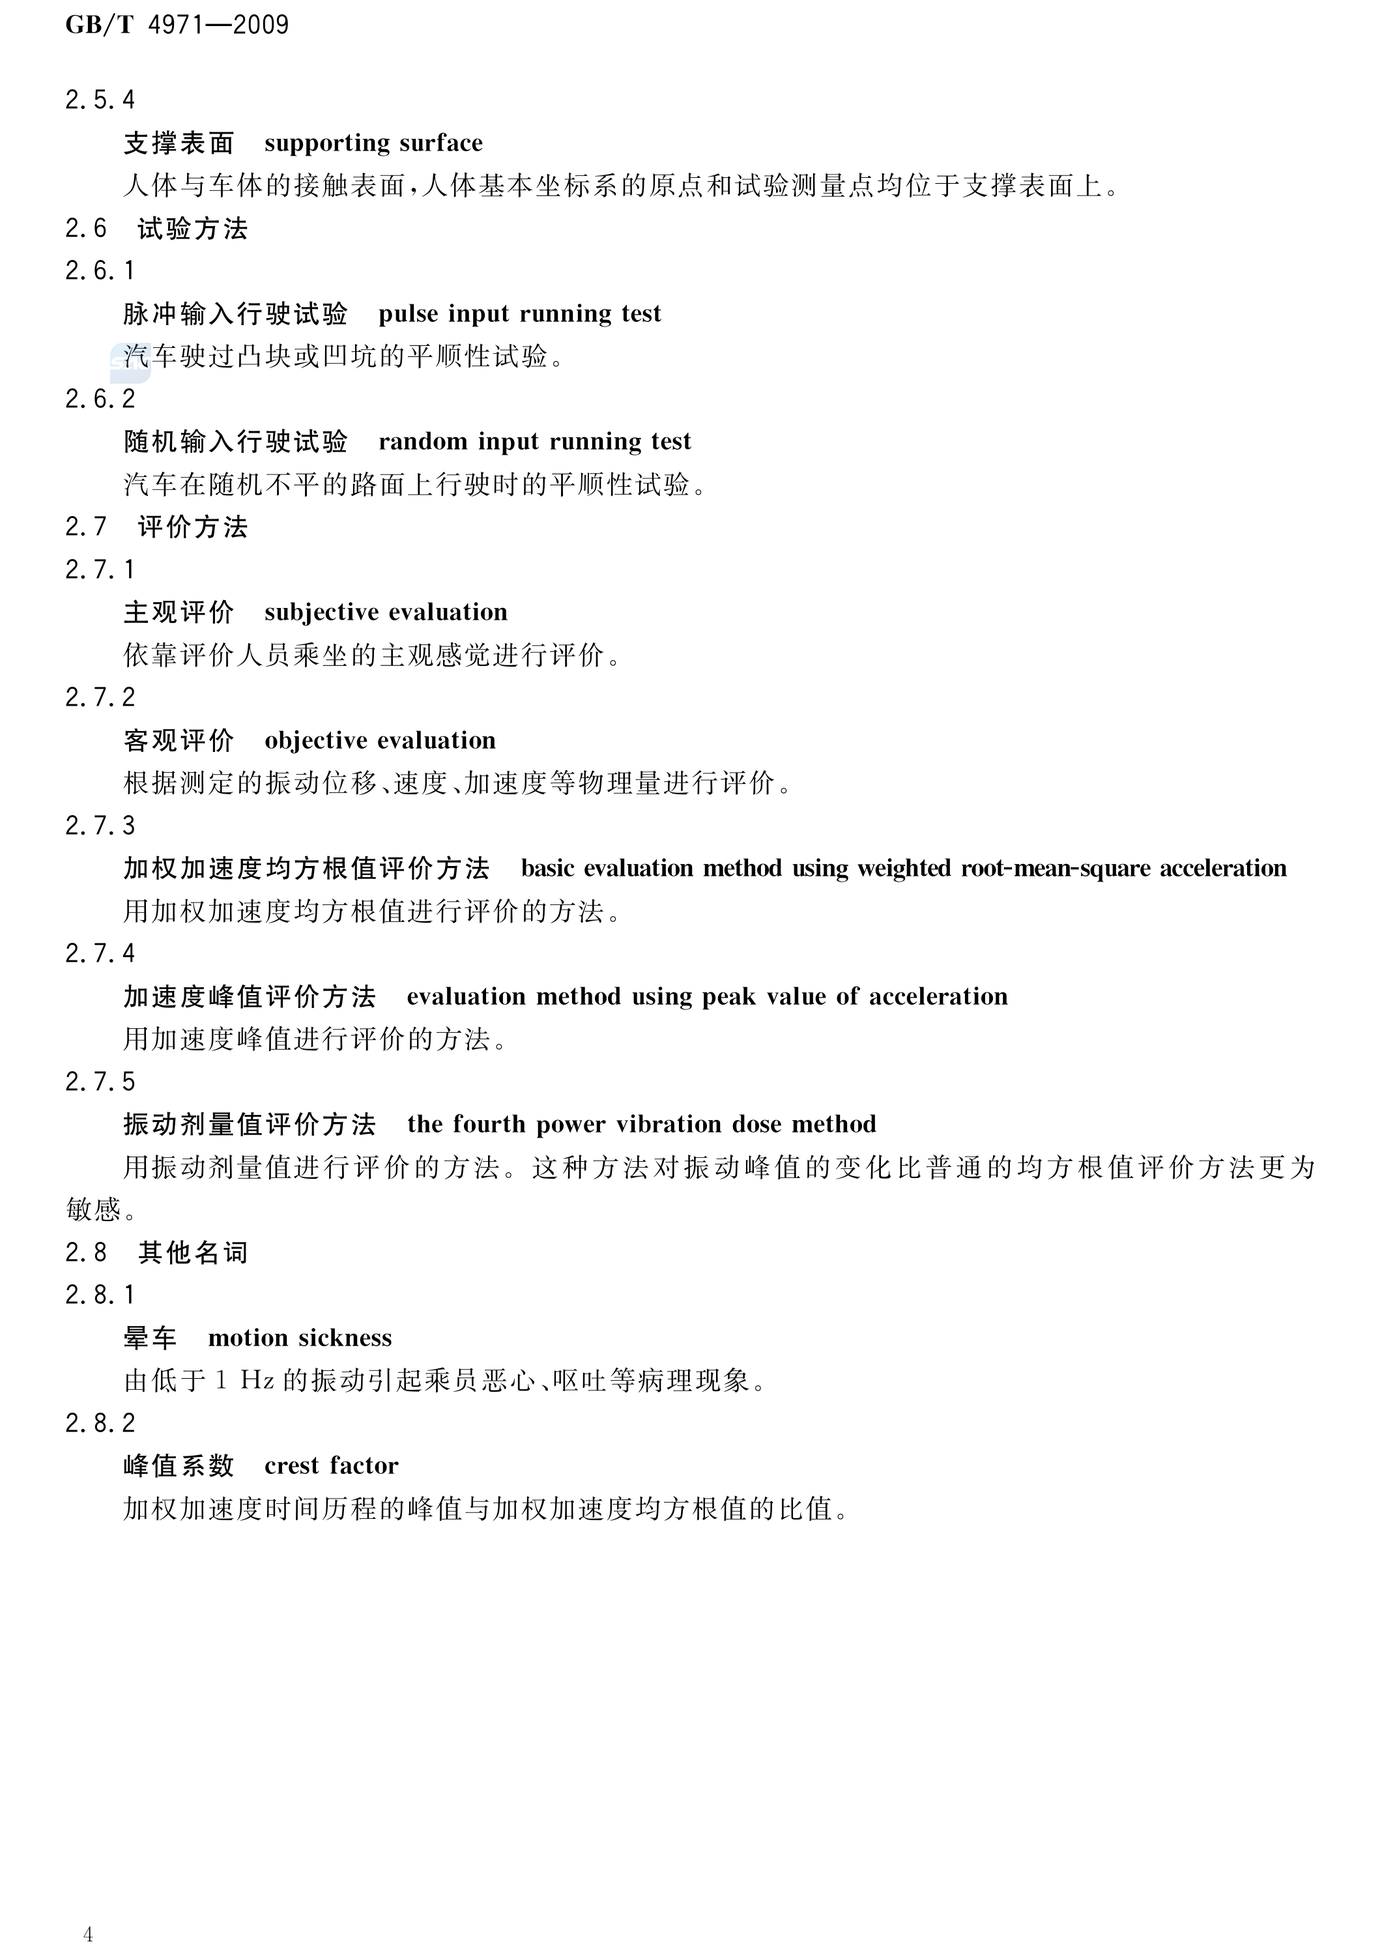 GB/T 4971—2009
2.5.4
支撑表面 supporting surface
人体与车体的接触表面,人体基本坐标系的原点和试验测量点均位于支撑表面上。
2.6 试验方法
2.6.1
脉冲输入行驶试验 pulse input running test
汽车驶过凸块或凹坑的平顺性试验。
2.6.2
随机输入行驶试验 random input running test
汽车在随机不平的路面上行驶时的平顺性试验。
2.7 评价方法
2.7.1
主观评价 subjective evaluation
依靠评价人员乘坐的主观感觉进行评价。
2.7.2
客观评价 objective evaluation
根据测定的振动位移、速度、加速度等物理量进行评价。
2.7.3
加权加速度均方根值评价方法 basic evaluation method using weighted root-mean-square acceleration
用加权加速度均方根值进行评价的方法。
2.7.4
加速度峰值评价方法 evaluation method using peak value of acceleration
用加速度峰值进行评价的方法。
2.7.5
振动剂量值评价方法 the fourth power vibration dose method
用振动剂量值进行评价的方法。这种方法对振动峰值的变化比普通的均方根值评价方法更为
敏感。
2.8 其他名词
2.8.1
晕车 motion sickness
由低于 1 Hz 的振动引起乘员恶心、呕吐等病理现象。
2.8.2
峰值系数 crest factor
加权加速度时间历程的峰值与加权加速度均方根值的比值。
4